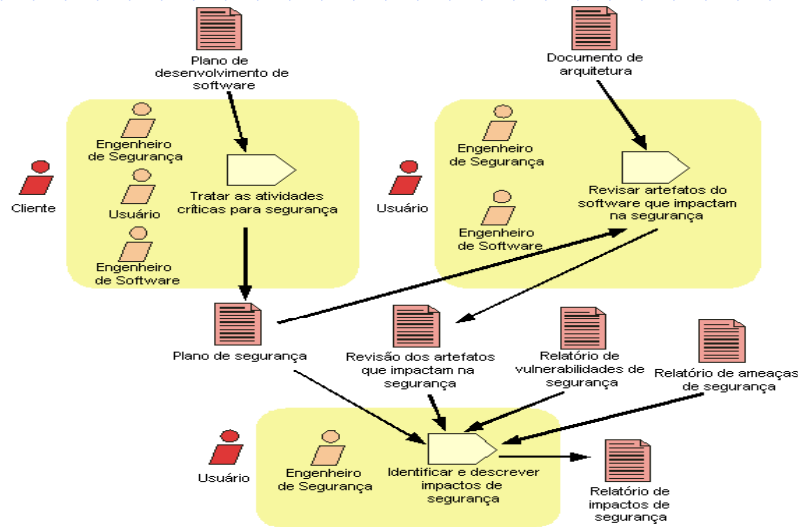 Plano de
desenvolvimento de
software
Documento de
arquitetura
Engenheiro
de Segurança
Cliente
Usuário
Tratar as atividades
críticas para segurança
Engenheiro
de Software
Engenheiro
de Segurança
Usuário
Revisar artefatos do
software que impactam
na segurança
Engenheiro
de Software
Plano de segurança
Revisão dos artefatos
que impactam na
segurança
Relatório de
vulnerabilidades de
segurança
Relatório de ameaças
de segurança
Usuário
Engenheiro
de Segurança
Identificar e descrever
impactos de
segurança
Relatório de
impactos de
segurança